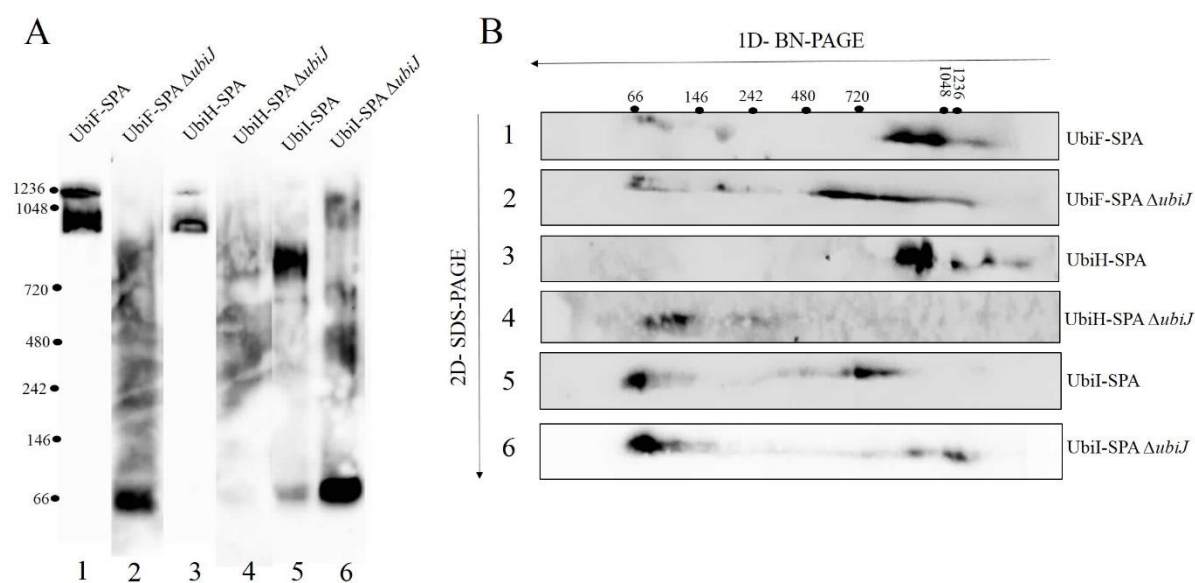 A
UbiF-SPA
UbiF-SPA ΔubiJ
UbiH-SPA
UbiH-SPA ΔubiJ
UbiI-SPA
UbiI-SPA ΔubiJ
1236
1048
720
480
242
146
66
1 2 3 4 5 6
B
1D- BN-PAGE
66 146 242 480 720 1048 1236
2D- SDS-PAGE
1 UbiF-SPA
2 UbiF-SPA ΔubiJ
3 UbiH-SPA
4 UbiH-SPA ΔubiJ
5 UbiI-SPA
6 UbiI-SPA ΔubiJ